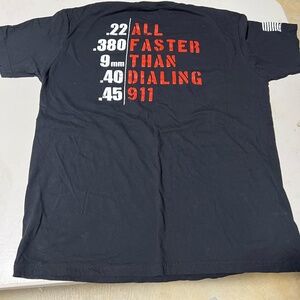 .22 ALL
.380 FASTER
9mm THAN
.40 DIALING
.45 911